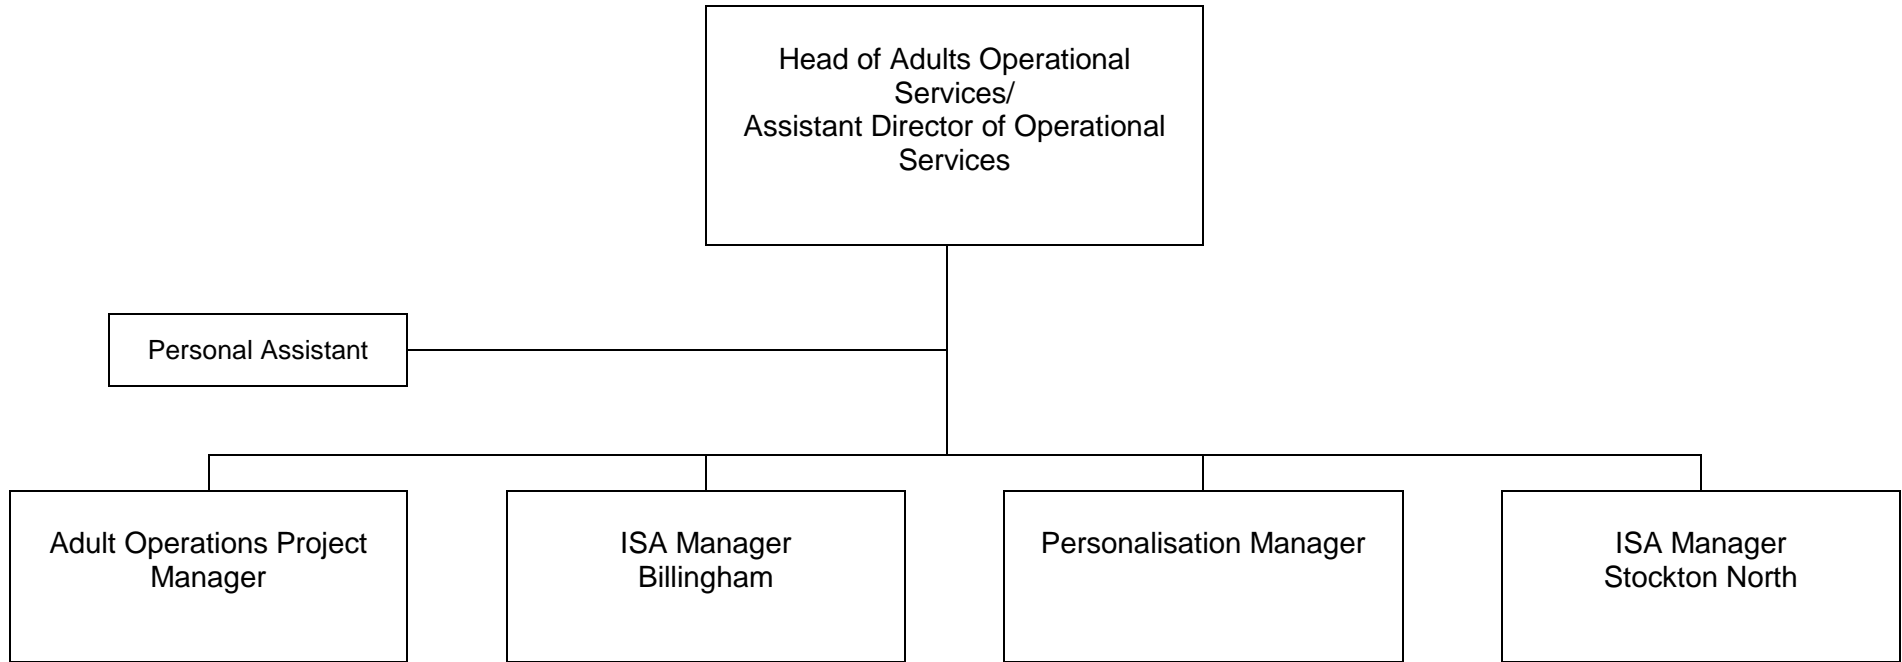 Head of Adults Operational
Services/
Assistant Director of Operational
Services
Personal Assistant
Adult Operations Project
Manager
ISA Manager
Billingham
Personalisation Manager
ISA Manager
Stockton North